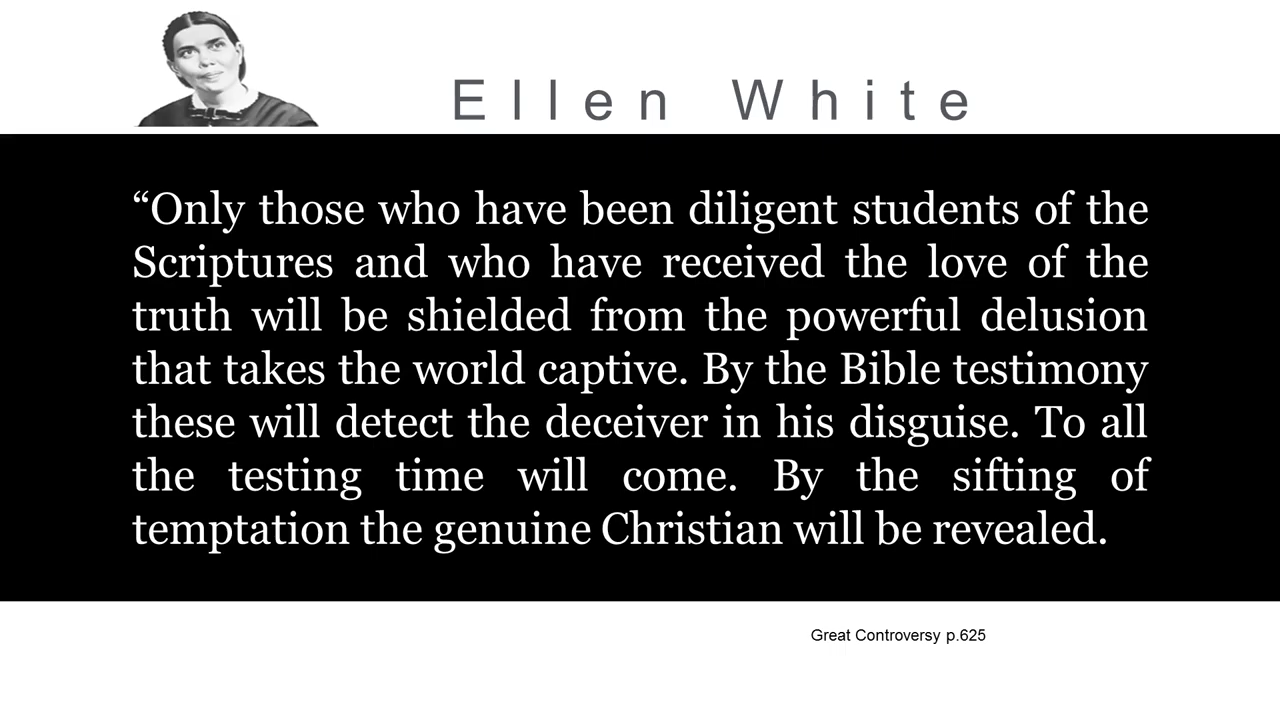 Ellen White
“Only those who have been diligent students of the
Scriptures and who have received the love of the
truth will be shielded from the powerful delusion
that takes the world captive. By the Bible testimony
these will detect the deceiver in his disguise. To all
the testing time will come. By the sifting of
temptation the genuine Christian will be revealed.
Great Controversy p.625